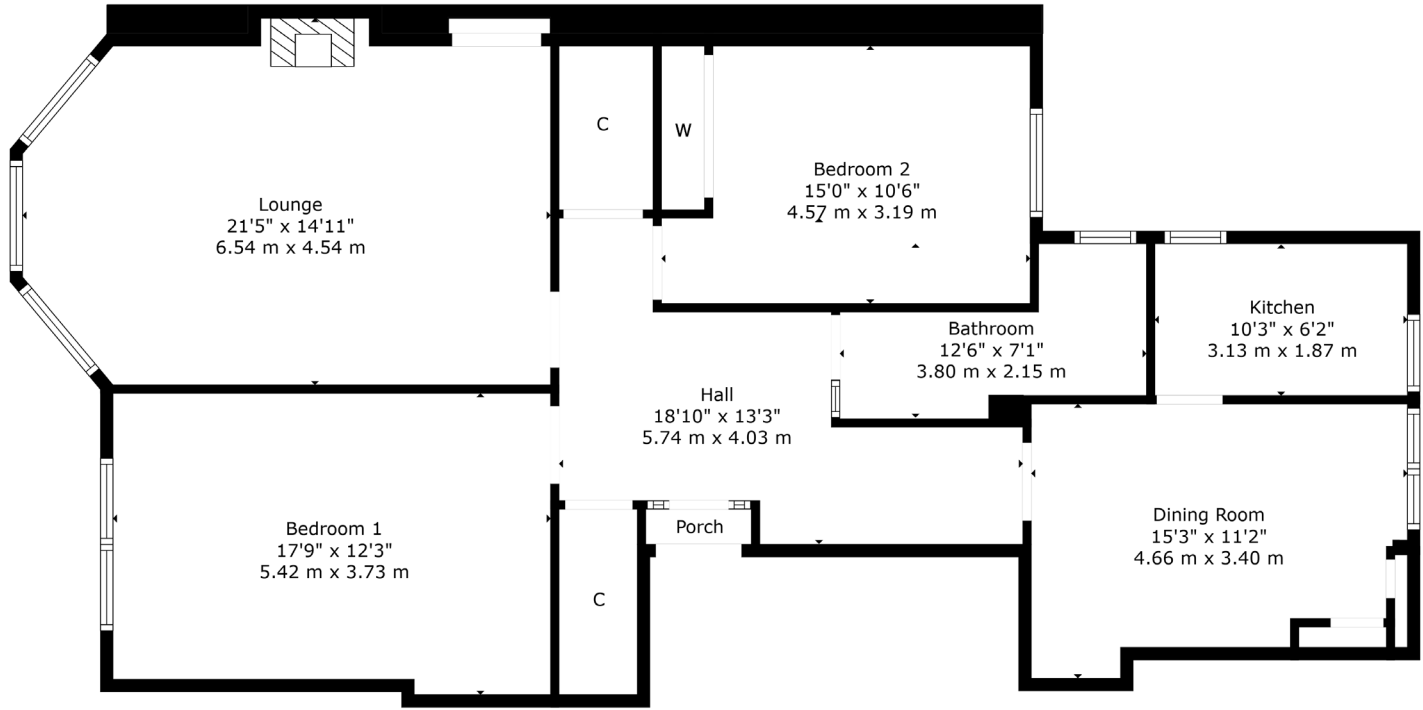 C
W
Bedroom 2
15'0" x 10'6"
4.57 m x 3.19 m
Lounge
21'5" x 14'11"
6.54 m x 4.54 m
Kitchen
10'3" x 6'2"
3.13 m x 1.87 m
Bathroom
12'6" x 7'1"
3.80 m x 2.15 m
Hall
18'10" x 13'3"
5.74 m x 4.03 m
Bedroom 1
17'9" x 12'3"
5.42 m x 3.73 m
Porch
Dining Room
15'3" x 11'2"
4.66 m x 3.40 m
C